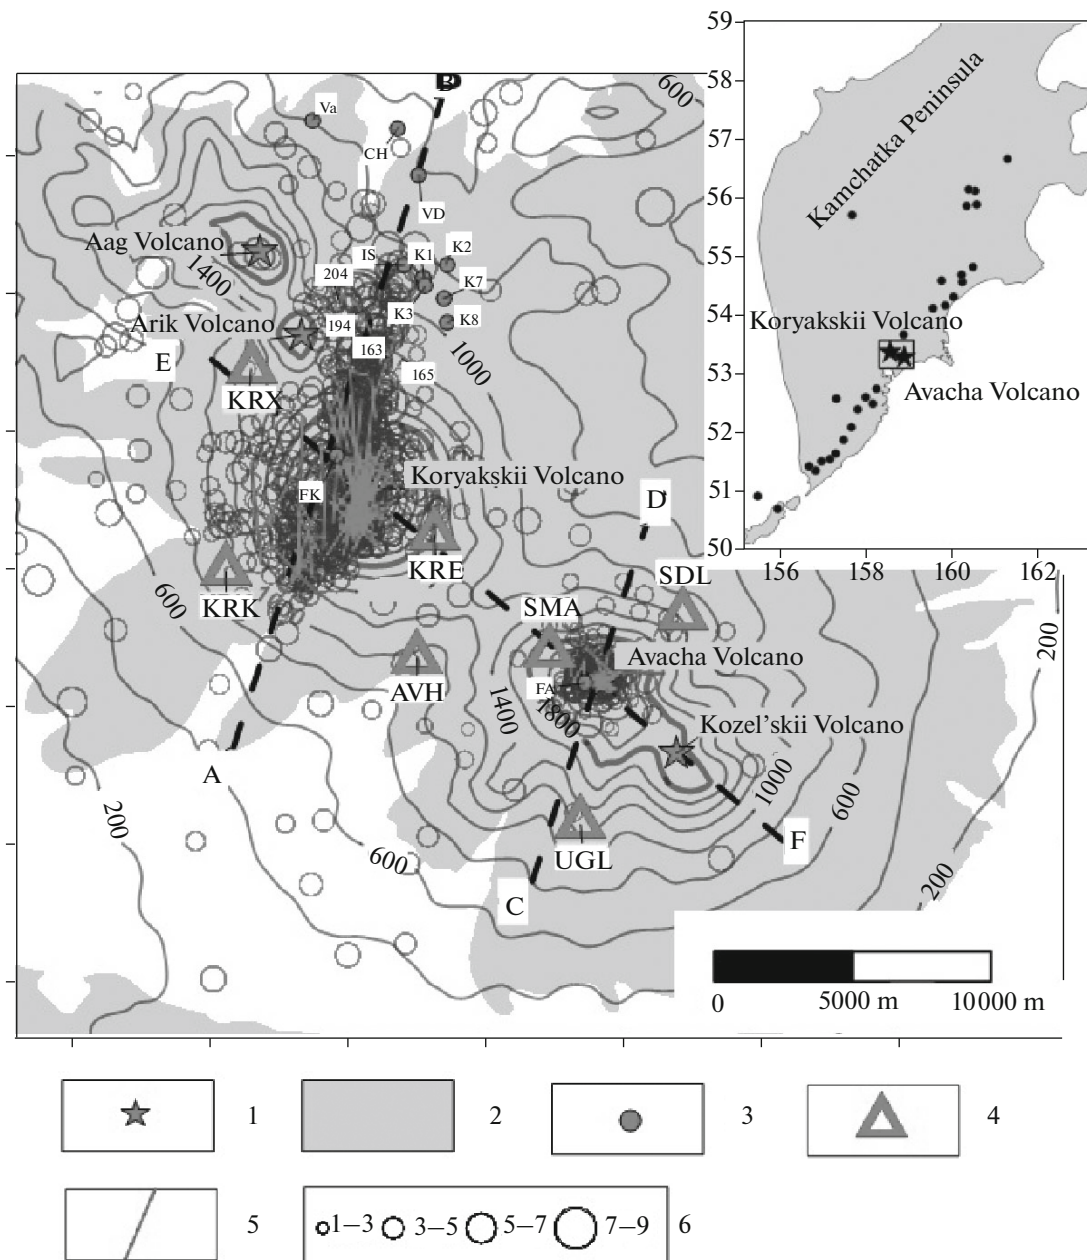 59
58
57
56
55
54
53
52
51
50
156
158
160
162
Kamchatka Peninsula
Koryakskii Volcano
Avacha Volcano
B
600
Va
CH
VD
Aag Volcano
1400
IS
K1
K2
204
K7
Arik Volcano
194
K3
K8
E
163
1000
165
KRX
Koryakskii Volcano
FK
D
KRE
KRK
SDL
600
SMA
200
Avacha Volcano
AVH
FA
1400
1800
Kozel'skii Volcano
A
1000
200
600
F
600
UGL
200
C
0
5000 m
10000 m
1
2
3
4
5
1–3
3–5
5–7
7–9
6